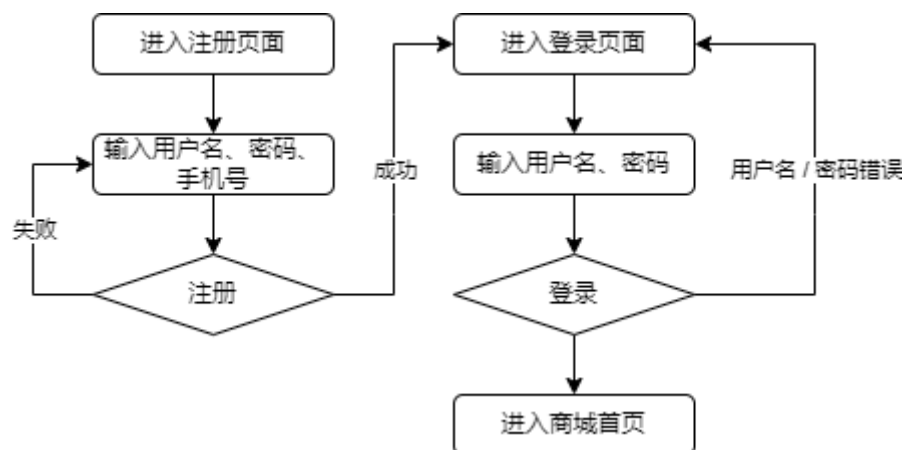 进入注册页面
进入登录页面
输入用户名、密码、
手机号
成功
输入用户名、密码
用户名 / 密码错误
失败
注册
登录
进入商城首页